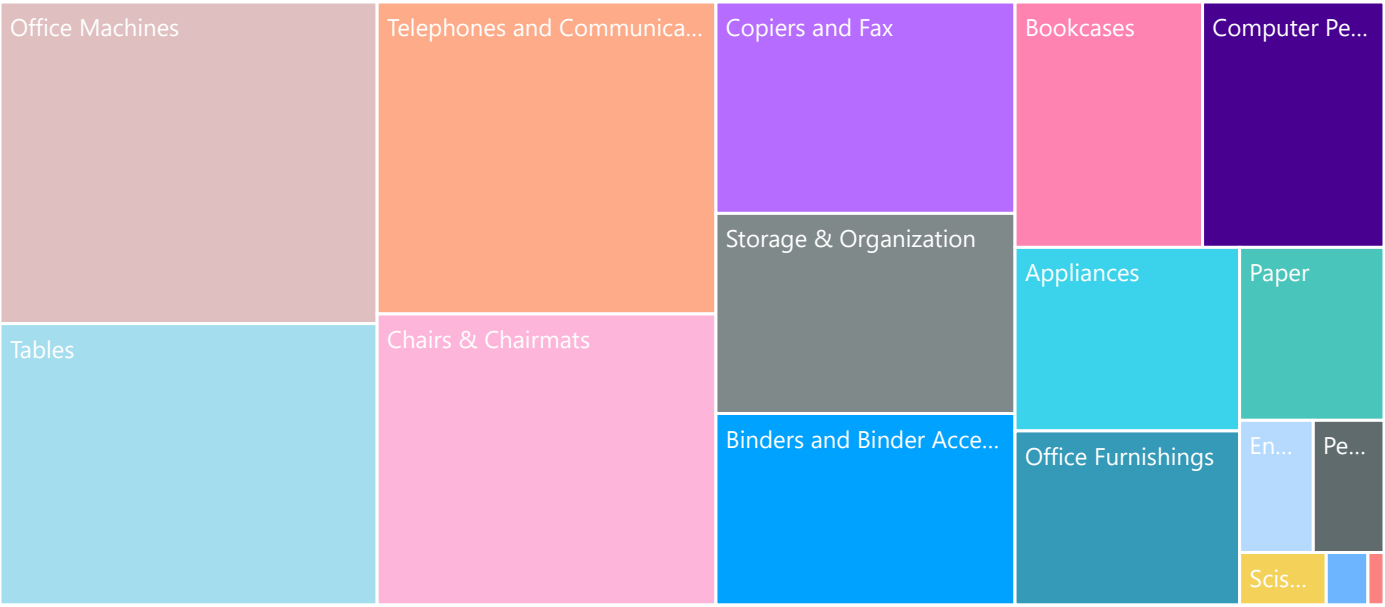 Office Machines
Telephones and Communica...
Copiers and Fax
Bookcases
Computer Pe...
Storage & Organization
Appliances
Paper
Tables
Chairs & Chairmats
Binders and Binder Acce...
Office Furnishings
En...
Pe...
Scis...